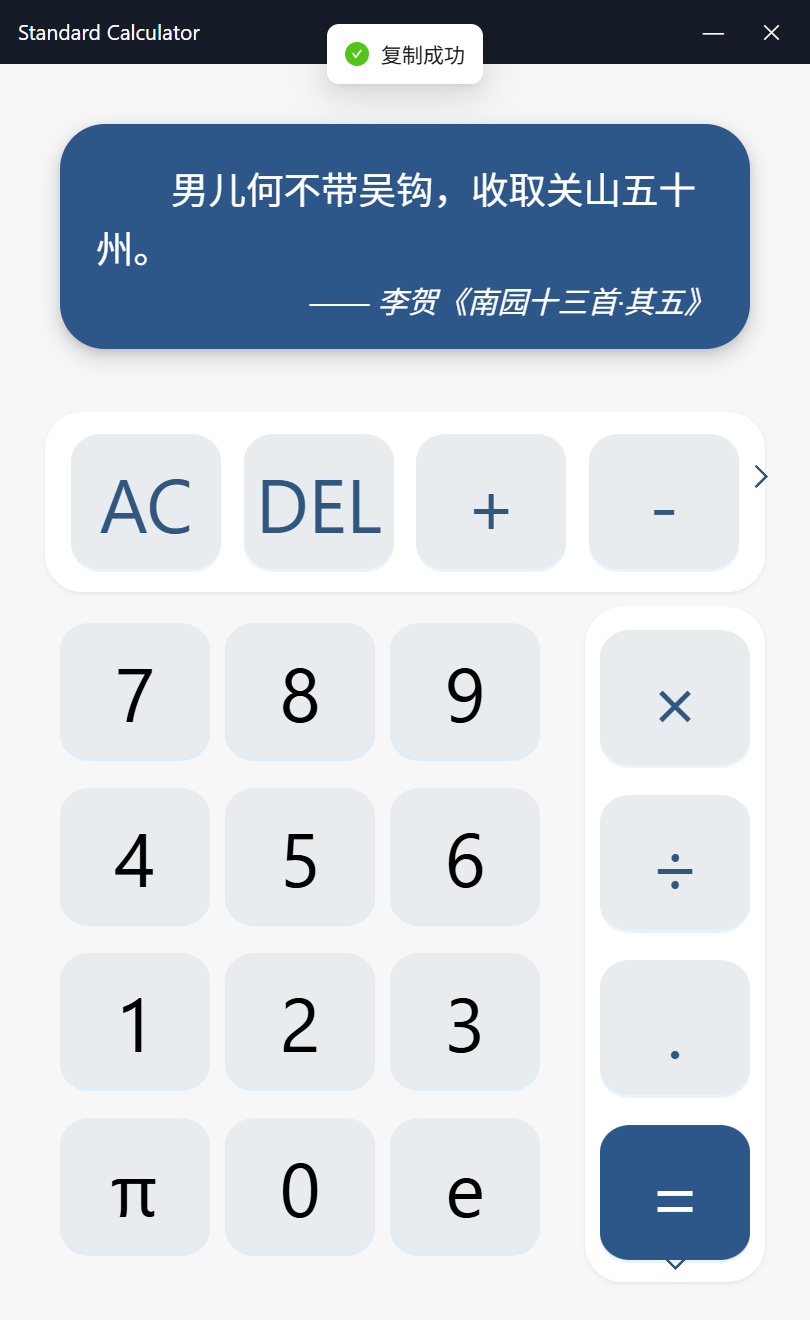 Standard Calculator
复制成功
男儿何不带吴钩，收取关山五十
州。
—— 李贺《南园十三首·其五》
AC DEL + -
7 8 9 ×
4 5 6 ÷
1 2 3 .
π 0 e =